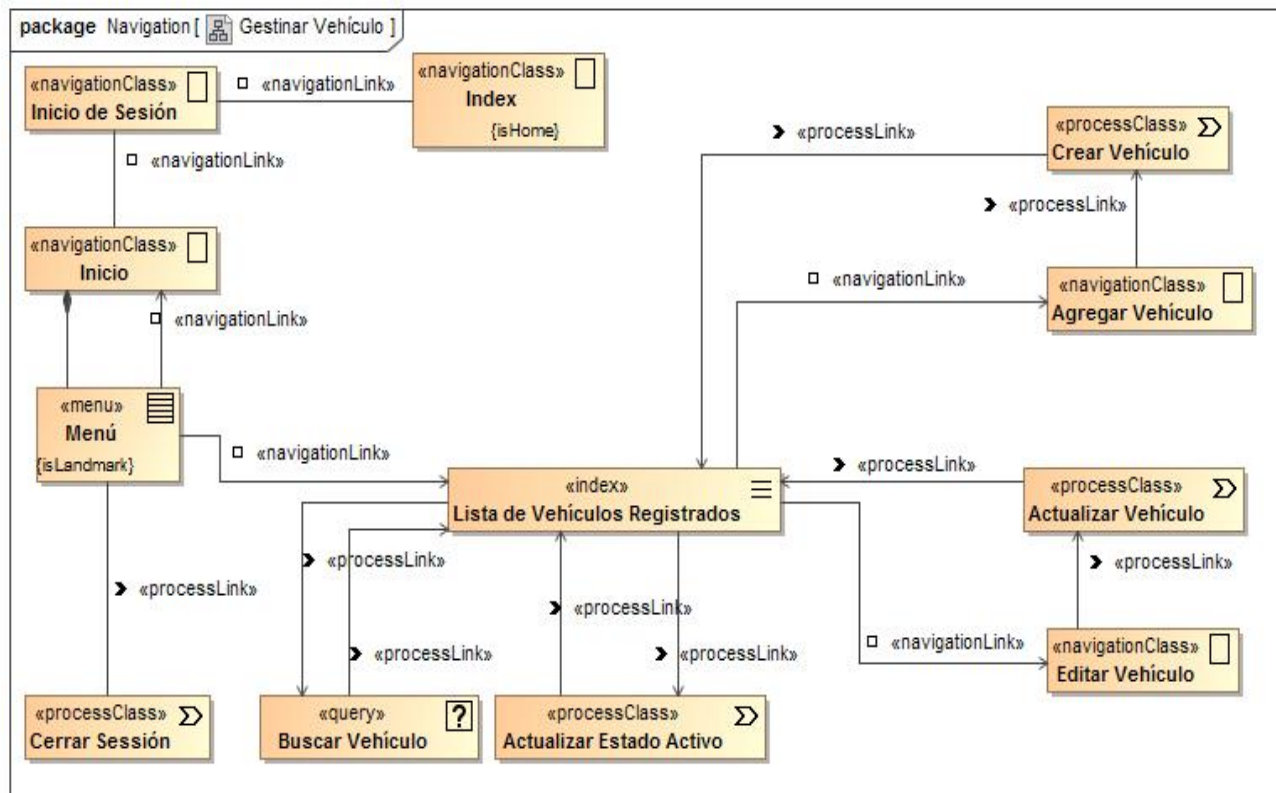 package Navigation [ Gestinar Vehículo ]
«navigationClass»
Inicio de Sesión
«navigationLink»
«navigationClass»
Index
{isHome}
«navigationLink»
«navigationClass»
Inicio
«navigationLink»
«menu»
Menú
{isLandmark}
«navigationLink»
«processLink»
«processClass»
Cerrar Sessión
«processClass»
Crear Vehículo
«processLink»
«processLink»
«navigationClass»
Agregar Vehículo
«navigationLink»
«index»
Lista de Vehículos Registrados
«processLink»
«processClass»
Actualizar Vehículo
«processLink»
«navigationLink»
«navigationClass»
Editar Vehículo
«processLink»
«processLink»
«query»
?
Buscar Vehículo
«processLink»
«processLink»
«processClass»
Actualizar Estado Activo